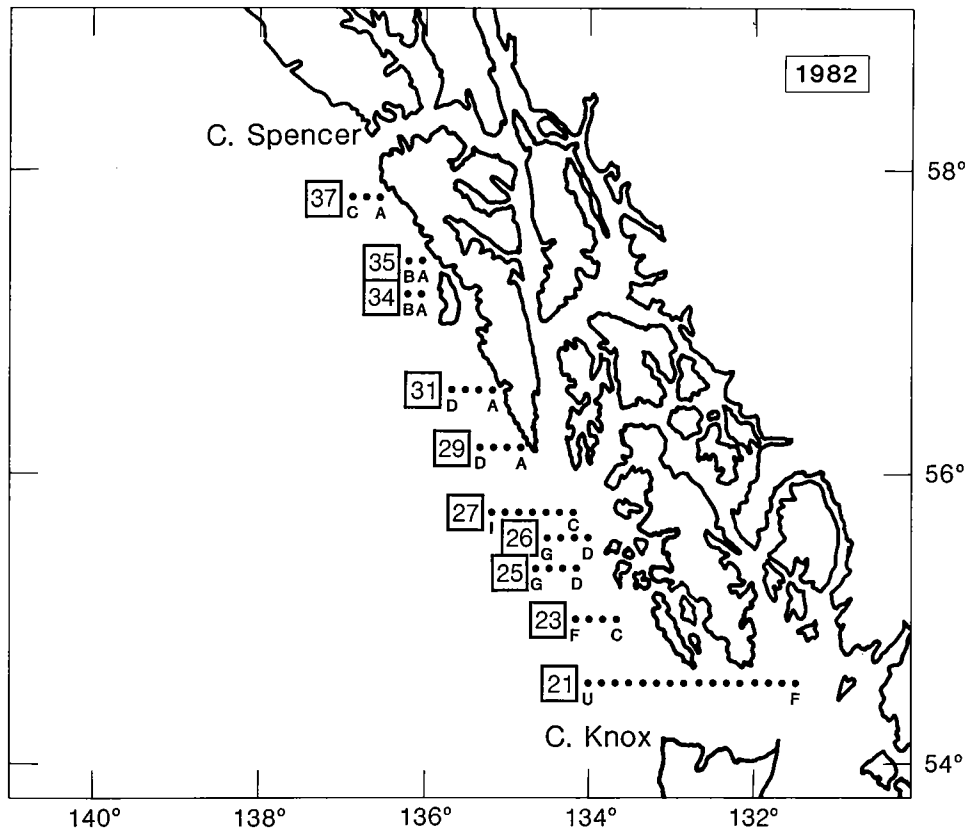 1982
C. Spencer
58°
37
C A
35
B A
34
B A
31
D A
29
D A
56°
27
I C
26
G D
25
G D
23
F C
21
U F
C. Knox
54°
140° 138° 136° 134° 132°